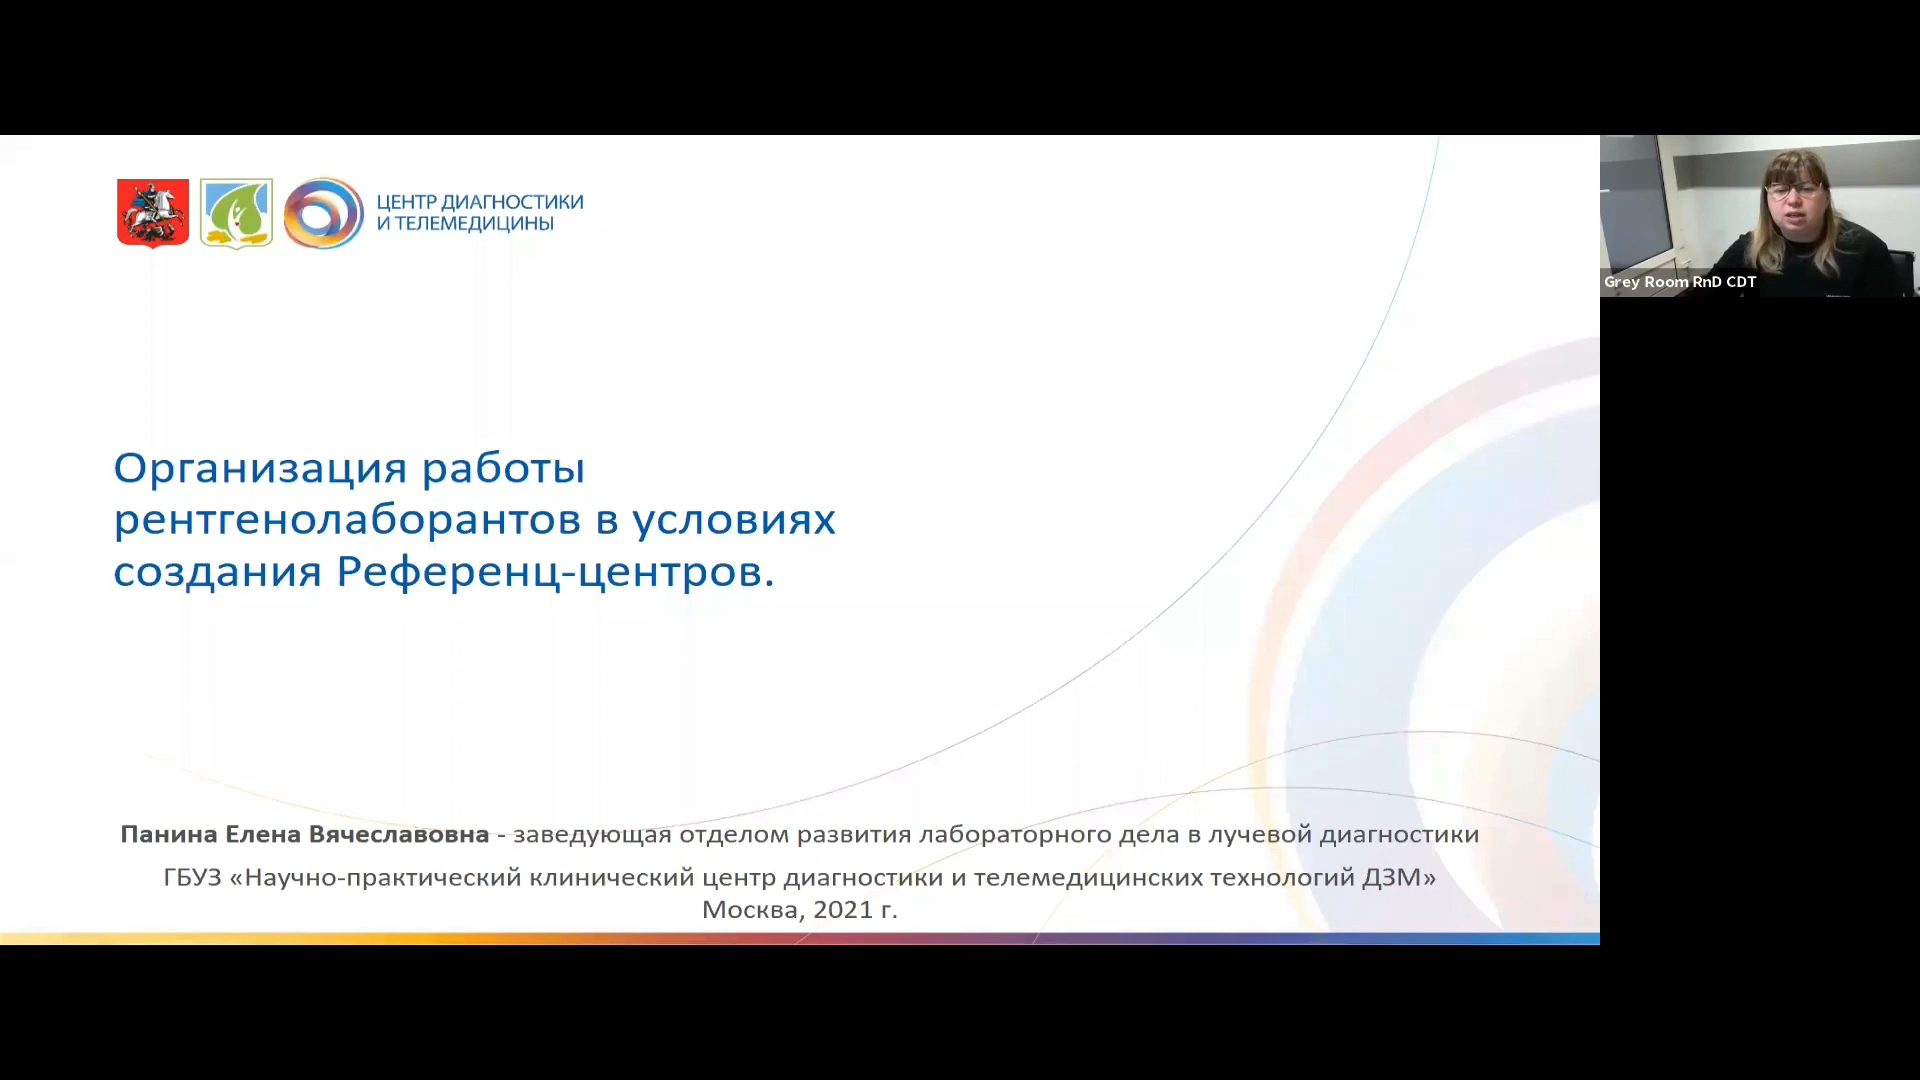 ЦЕНТР ДИАГНОСТИКИ
И ТЕЛЕМЕДИЦИНЫ
Grey Room RnD CDT
Организация работы
рентгенолаборантов в условиях
создания Референц-центров.
Панина Елена Вячеславовна - заведующая отделом развития лабораторного дела в лучевой диагностики
ГБУЗ «Научно-практический клинический центр диагностики и телемедицинских технологий ДЗМ»
Москва, 2021 г.